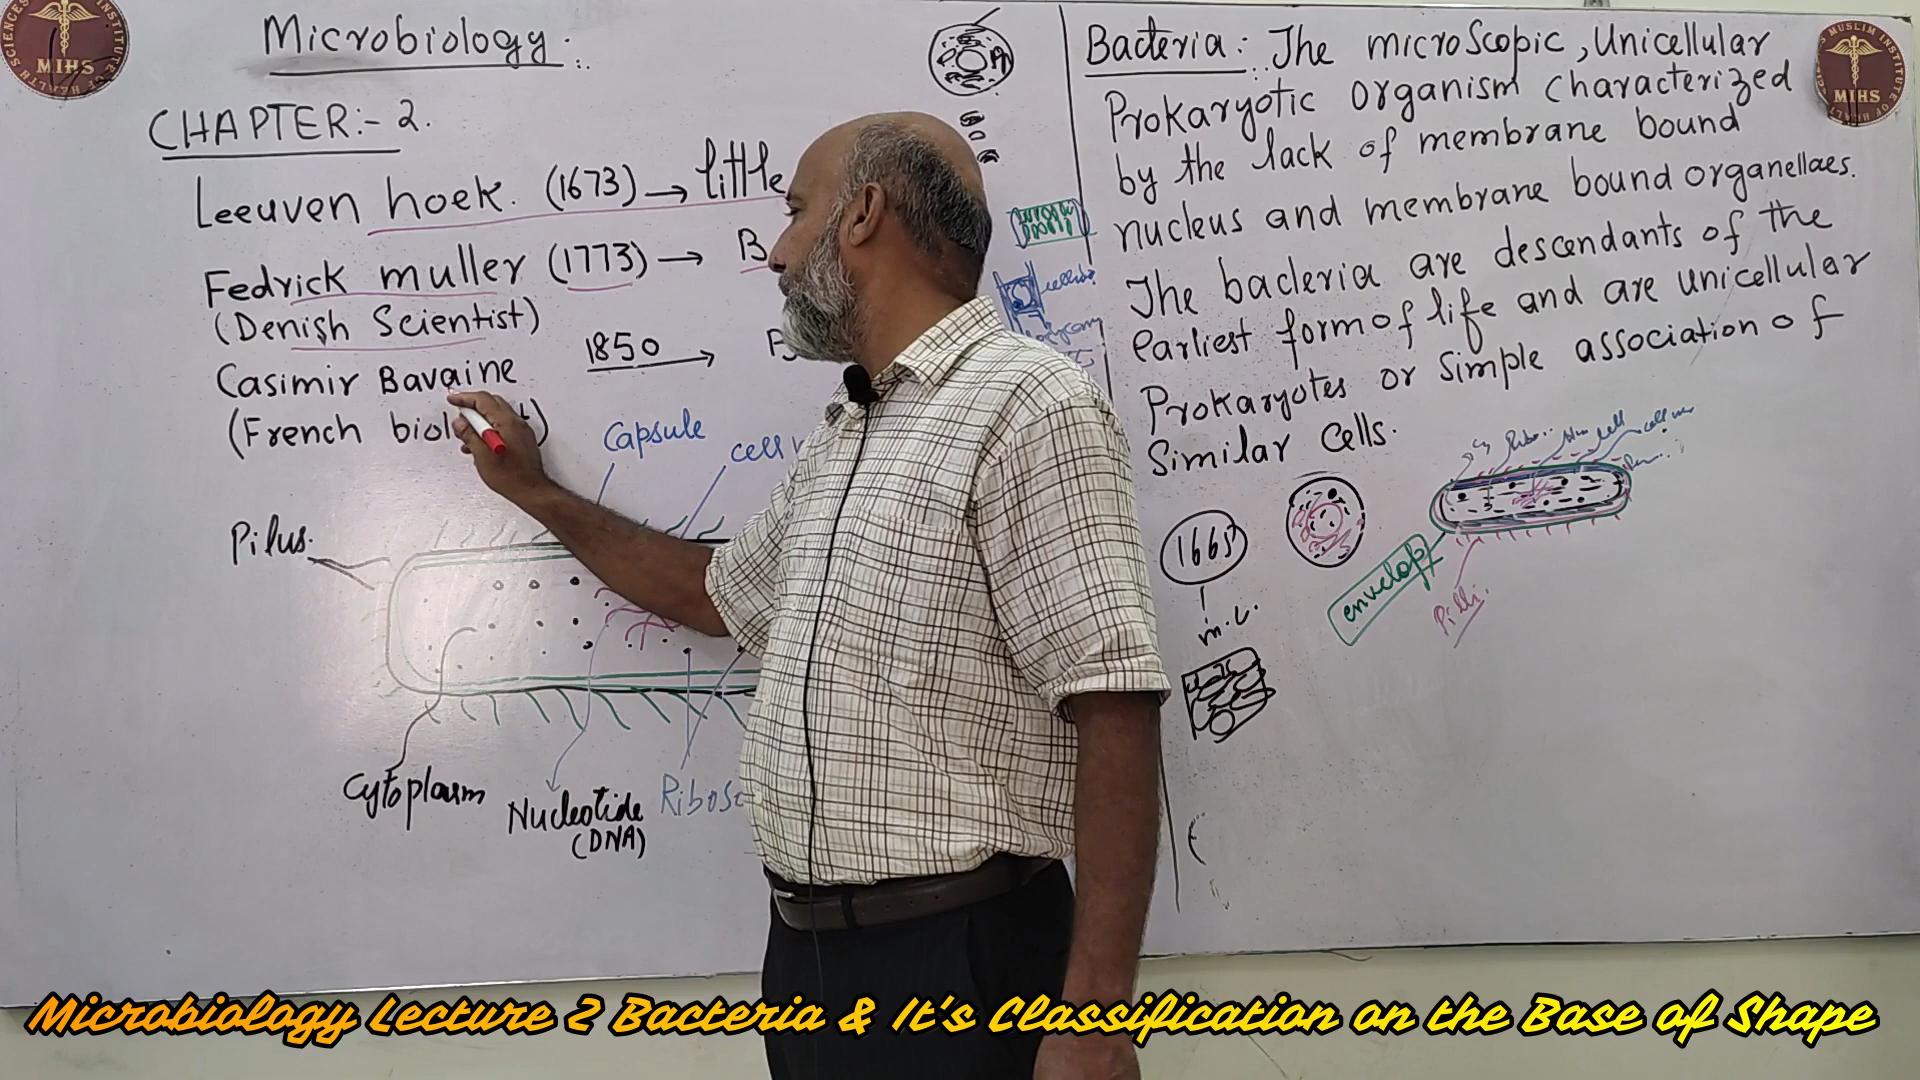 Microbiology:
CHAPTER:- 2.
Leeuven hoek. (1673) → little
Fedrick muller (1773) → B
(Denish Scientist)
Casimir Bavaine 1850 →
(French
Capsule
cell
Pilus.
Cytoplasm
Nucleotide
(DNA)
MIHS
Bacteria: The microscopic, Unicellular
Prokaryotic organism characterized
by the lack of membrane bound
nucleus and membrane bound organellaes.
The bacleria are descendants of the
earliest form of life and are unicellular
Prokaryotes or simple association of
Similar Cells.
1665
m.c.
envelop
Pilli.
MIHS
Microbiology Lecture 2 Bacteria & It's Classification on the Base of Shape